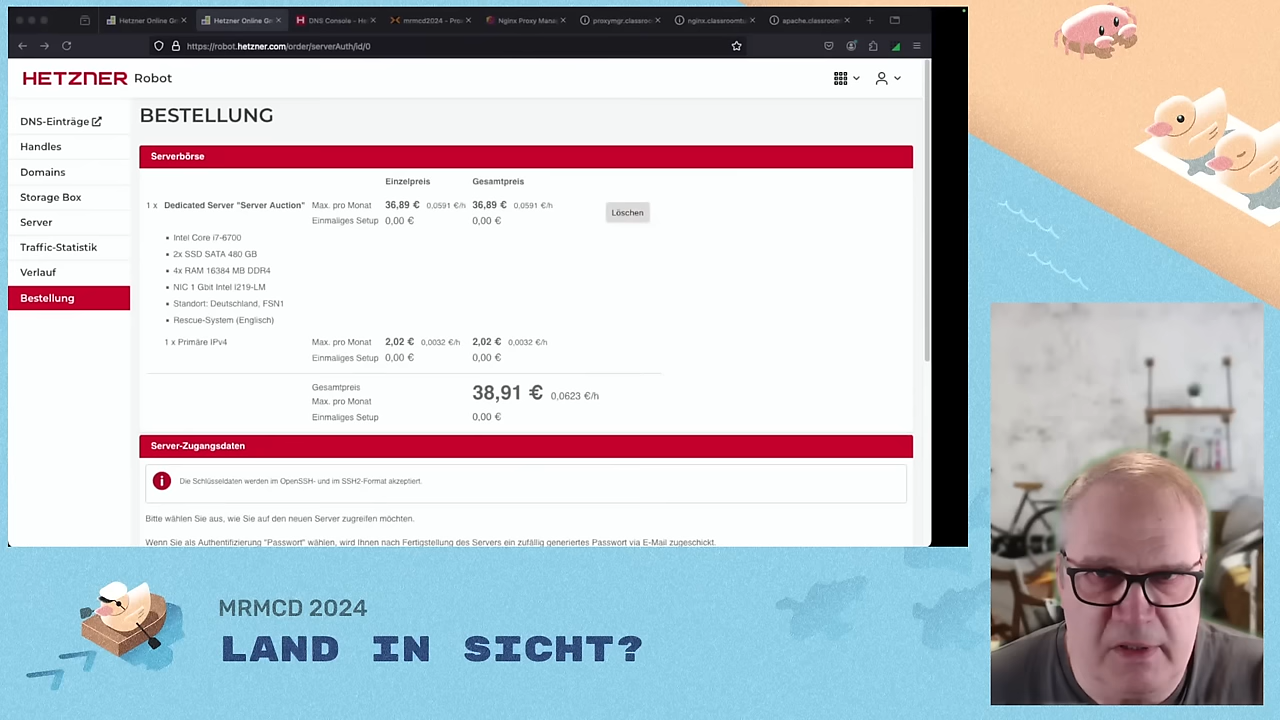 Hetzner Online G
Hetzner Online G
DNS Console - He
mrmcd2024 - Pro
Nginx Proxy Mana
proxymgr.classroom
nginx.classroomtu
apache.classroom
https://robot.hetzner.com/order/serverAuth/id/0
HETZNER Robot
DNS-Einträge
Handles
Domains
Storage Box
Server
Traffic-Statistik
Verlauf
Bestellung
BESTELLUNG
Serverbörse
Einzelpreis Gesamtpreis
1 x Dedicated Server "Server Auction" Max. pro Monat 36,89 € 0,0591 €/h 36,89 € 0,0591 €/h Löschen
Einmaliges Setup 0,00 € 0,00 €
• Intel Core i7-6700
• 2x SSD SATA 480 GB
• 4x RAM 16384 MB DDR4
• NIC 1 Gbit Intel I219-LM
• Standort: Deutschland, FSN1
• Rescue-System (Englisch)
1 x Primäre IPv4 Max. pro Monat 2,02 € 0,0032 €/h 2,02 € 0,0032 €/h
Einmaliges Setup 0,00 € 0,00 €
Gesamtpreis
Max. pro Monat 38,91 € 0,0623 €/h
Einmaliges Setup 0,00 €
Server-Zugangsdaten
Die Schlüsseldaten werden im OpenSSH- und im SSH2-Format akzeptiert.
Bitte wählen Sie aus, wie Sie auf den neuen Server zugreifen möchten.
Wenn Sie als Authentifizierung "Passwort" wählen, wird Ihnen nach Fertigstellung des Servers ein zufällig generiertes Passwort via E-Mail zugeschickt.
MRMCD 2024
LAND IN SICHT?